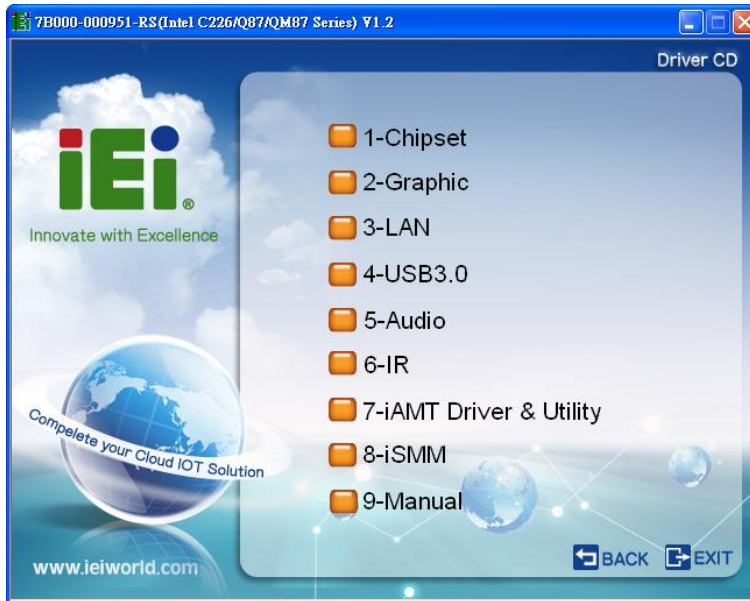 7B000-000951-RS(Intel C226/Q87/QM87 Series) V1.2
Driver CD
iEi®
Innovate with Excellence
1-Chipset
2-Graphic
3-LAN
4-USB3.0
5-Audio
6-IR
7-iAMT Driver & Utility
8-iSMM
9-Manual
Compelete your Cloud IOT Solution
www.ieiworld.com
BACK
EXIT